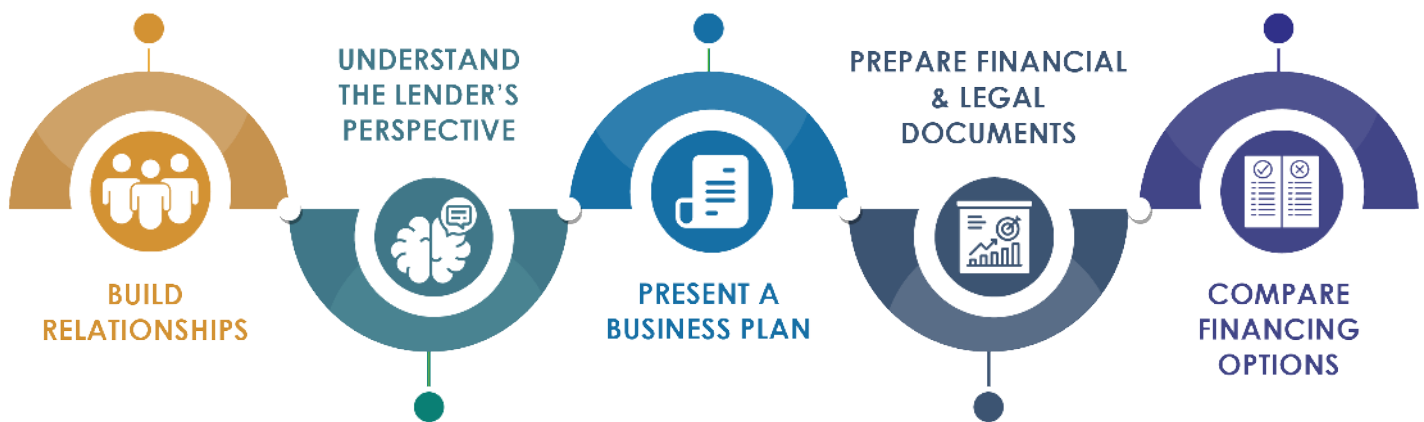 BUILD
RELATIONSHIPS
UNDERSTAND
THE LENDER'S
PERSPECTIVE
PRESENT A
BUSINESS PLAN
PREPARE FINANCIAL
& LEGAL
DOCUMENTS
COMPARE
FINANCING
OPTIONS